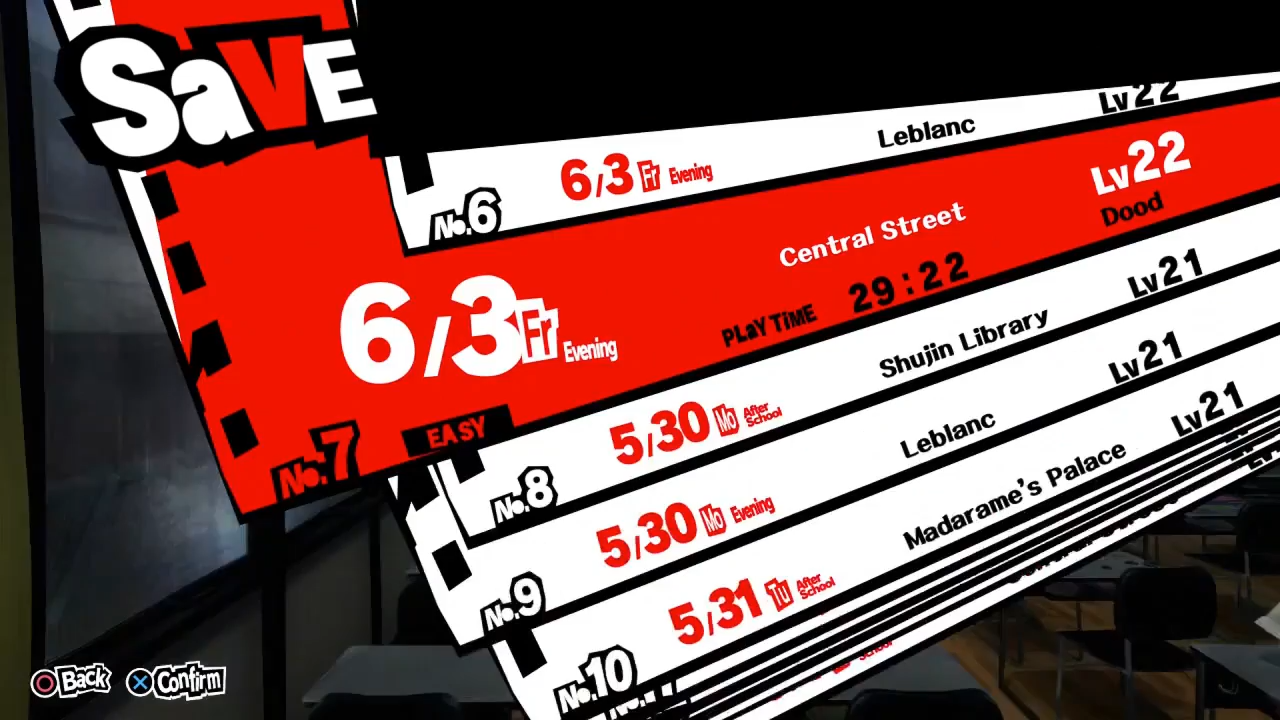 SaVE
No.6 6/3 Fr Evening Leblanc Lv22
No.7 6/3 Fr Evening Central Street Lv22
EASY PLaY TiME 29:22 Dood
No.8 5/30 Mo After School Shujin Library Lv21
No.9 5/30 Mo Evening Leblanc Lv21
No.10 5/31 Tu After School Madarame's Palace Lv21
Back Confirm